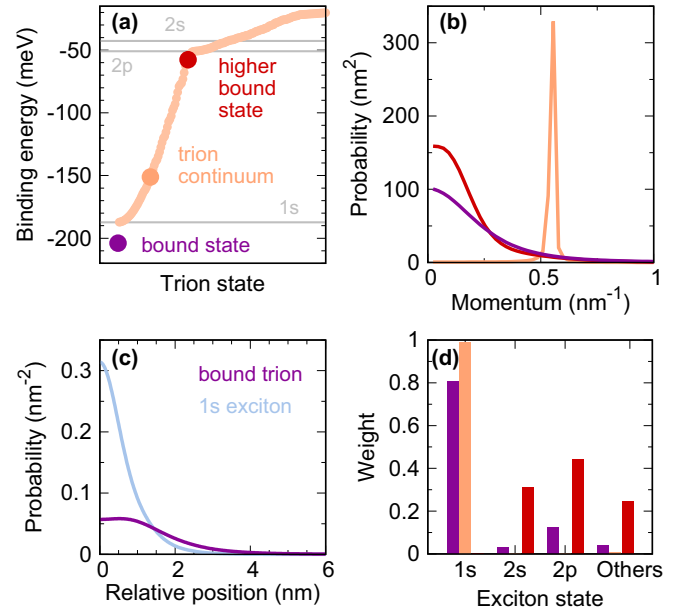 (a)
2s
2p
higher
bound
state
trion
continuum
1s
bound state
-50
-100
-150
-200
Binding energy (meV)
Trion state
(b)
300
200
100
0
Probability (nm²)
0
0.5
1
Momentum (nm⁻¹)
(c)
bound trion
1s exciton
0.3
0.2
0.1
0
Probability (nm⁻²)
0
2
4
6
Relative position (nm)
(d)
1
0.8
0.6
0.4
0.2
0
Weight
1s
2s
2p
Others
Exciton state